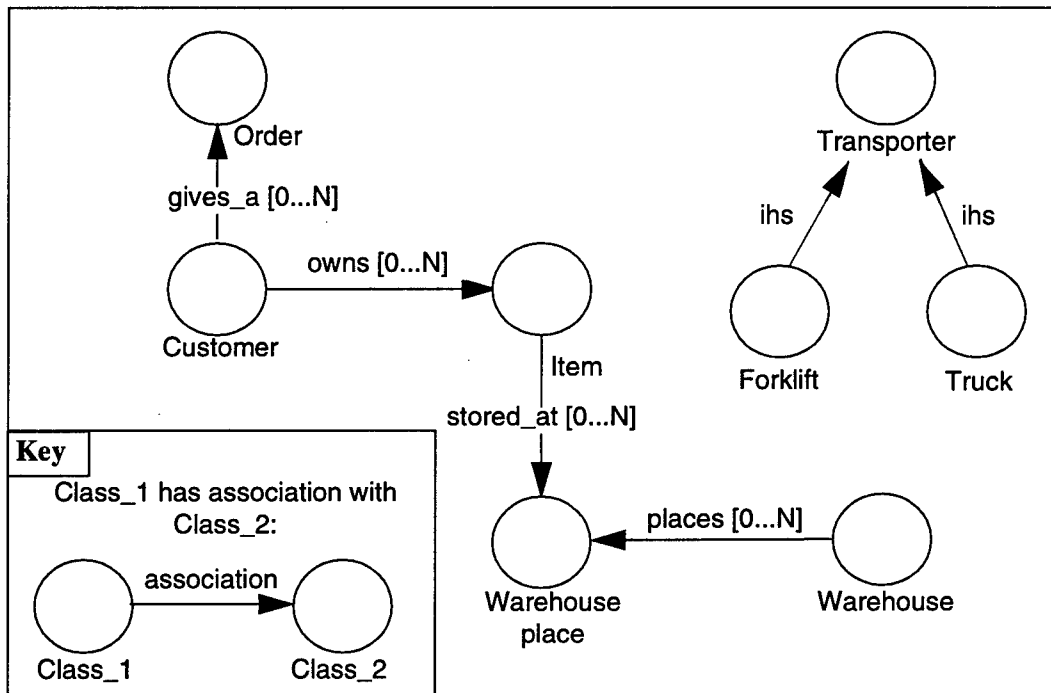 Order
Transporter
gives_a [0...N]
ihs
ihs
owns [0...N]
Customer
Item
Forklift
Truck
stored_at [0...N]
Key
Class_1 has association with
Class_2:
places [0...N]
association
Warehouse
place
Warehouse
Class_1
Class_2